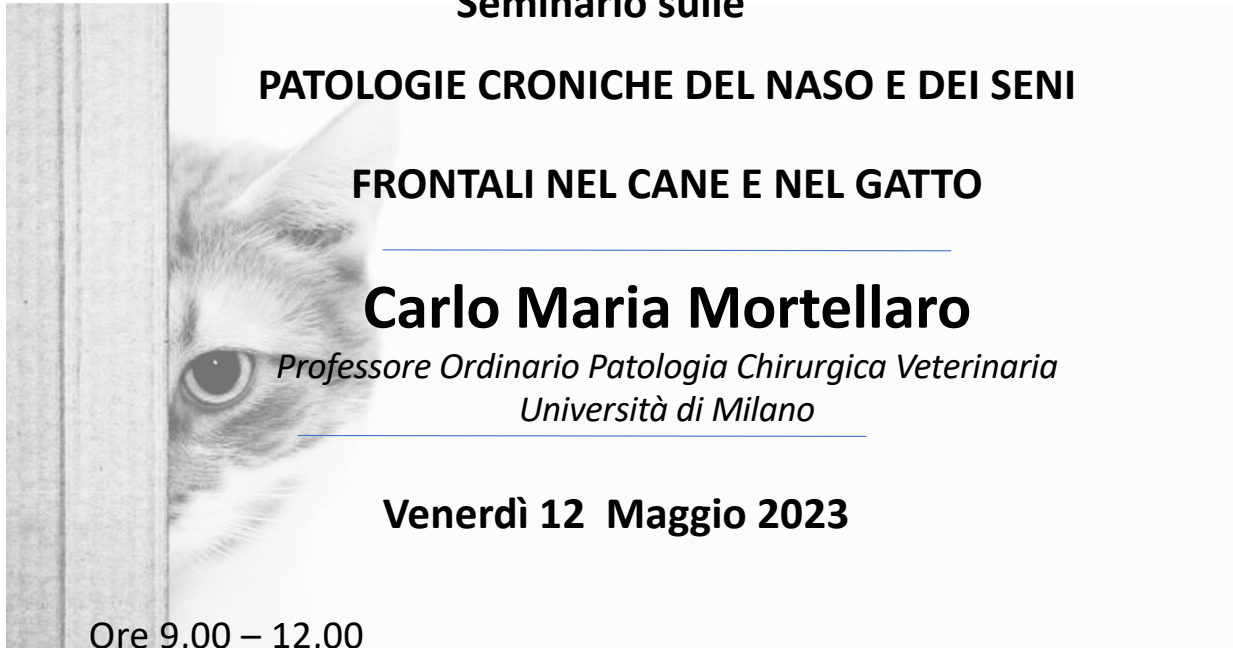 Seminario sulle
PATOLOGIE CRONICHE DEL NASO E DEI SENI
FRONTALI NEL CANE E NEL GATTO
Carlo Maria Mortellaro
Professore Ordinario Patologia Chirurgica Veterinaria
Università di Milano
Venerdì 12  Maggio 2023
Ore 9.00 – 12.00